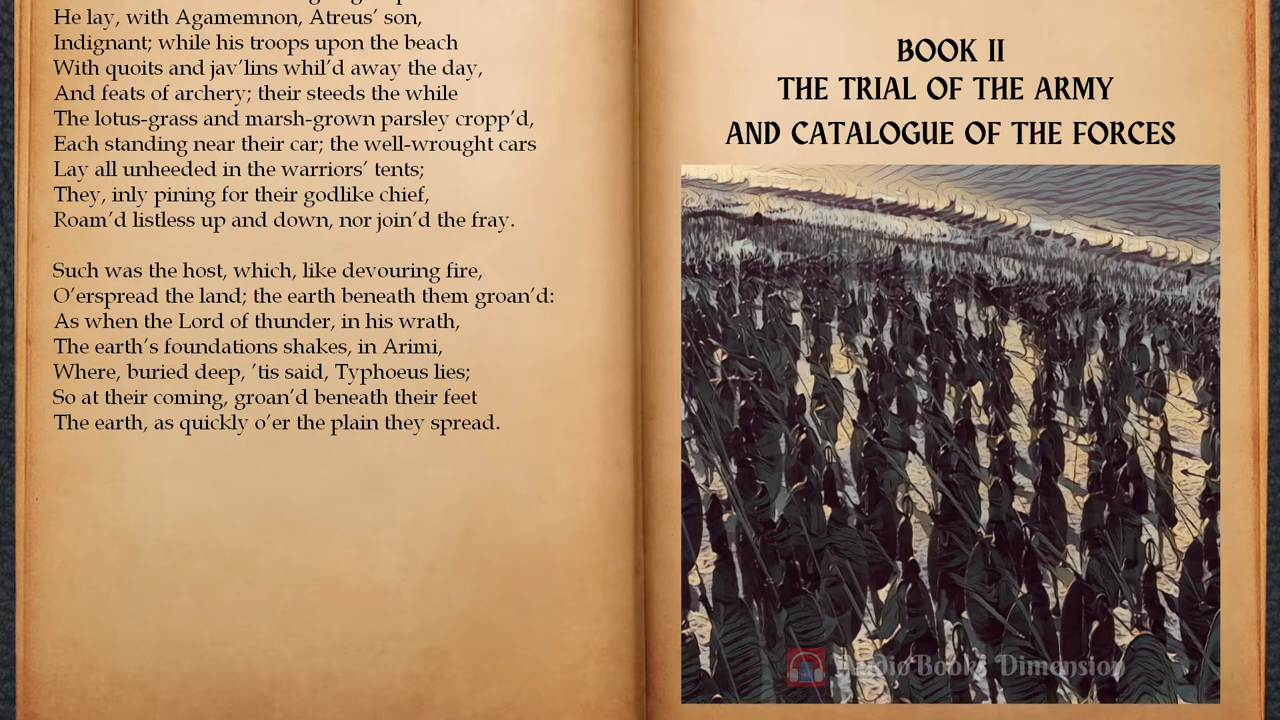 He lay, with Agamemnon, Atreus’ son,
Indignant; while his troops upon the beach
With quoits and jav’lins whil’d away the day,
And feats of archery; their steeds the while
The lotus-grass and marsh-grown parsley cropp’d,
Each standing near their car; the well-wrought cars
Lay all unheeded in the warriors’ tents;
They, inly pining for their godlike chief,
Roam’d listless up and down, nor join’d the fray.
Such was the host, which, like devouring fire,
O’erspread the land; the earth beneath them groan’d:
As when the Lord of thunder, in his wrath,
The earth’s foundations shakes, in Arimi,
Where, buried deep, ’tis said, Typhoeus lies;
So at their coming, groan’d beneath their feet
The earth, as quickly o’er the plain they spread.
BOOK II
THE TRIAL OF THE ARMY
AND CATALOGUE OF THE FORCES
Audio Books Dimension